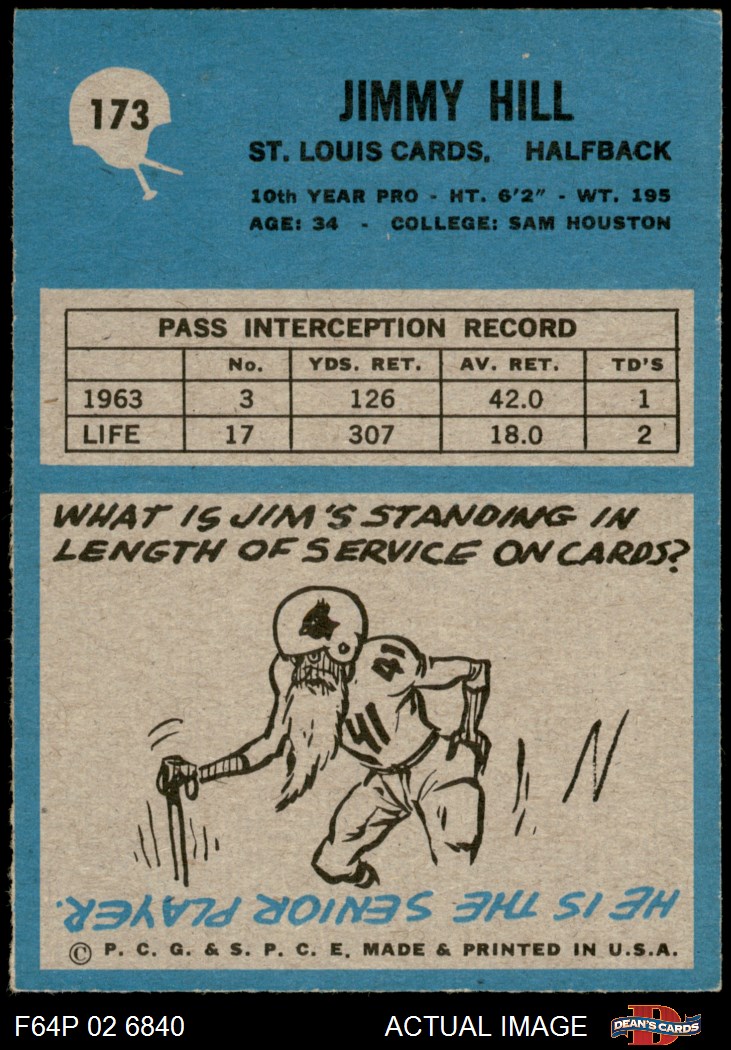 173
JIMMY HILL
ST. LOUIS CARDS. HALFBACK
10th YEAR PRO - HT. 6'2" - WT. 195
AGE: 34 - COLLEGE: SAM HOUSTON
PASS INTERCEPTION RECORD
No. YDS. RET. AV. RET. TD'S
1963 3 126 42.0 1
LIFE 17 307 18.0 2
WHAT IS JIM'S STANDING IN
LENGTH OF SERVICE ON CARDS?
41
41
HE IS THE SENIOR PLAYER.
© P. C. G. & S. P. C. E. MADE & PRINTED IN U.S.A.
F64P 02 6840 ACTUAL IMAGE D DEAN'S CARDS